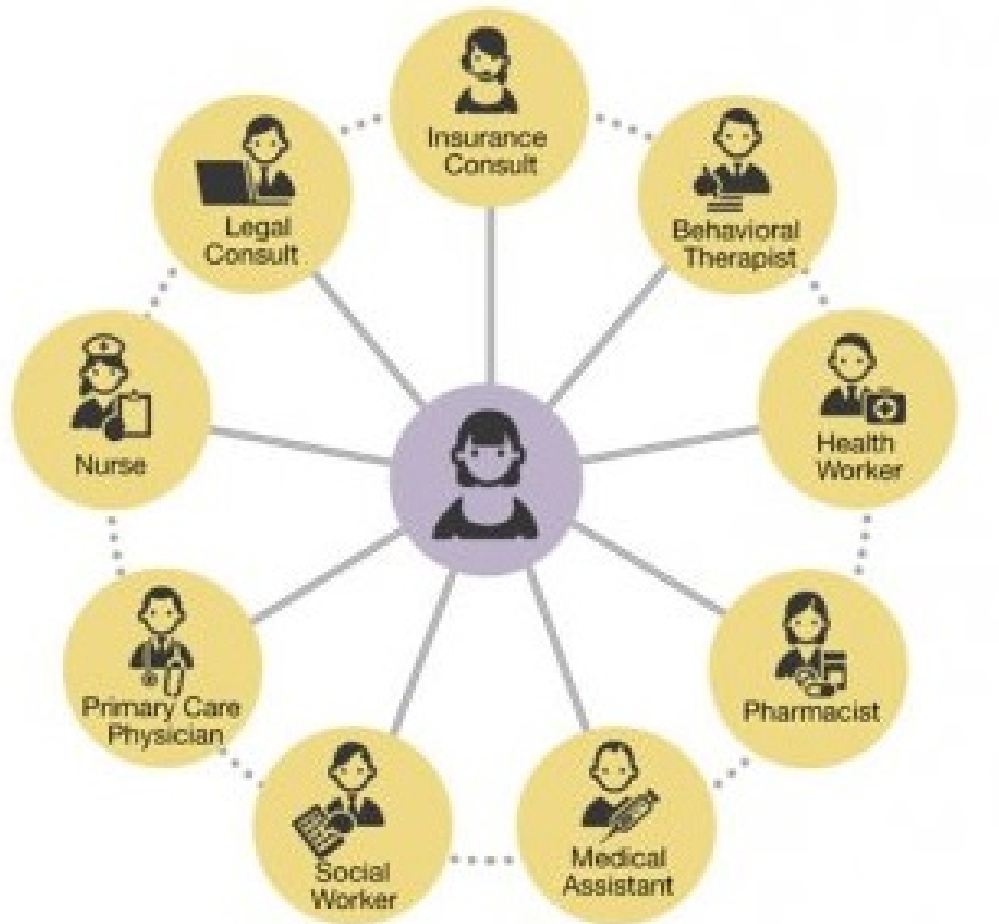 Insurance
Consult
Behavioral
Therapist
Health
Worker
Pharmacist
Medical
Assistant
Social
Worker
Primary Care
Physician
Nurse
Legal
Consult